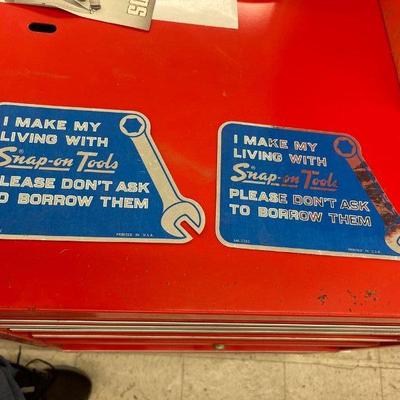 I MAKE MY
LIVING WITH
Snap-on Tools
PLEASE DON'T ASK
TO BORROW THEM
PRINTED IN U.S.A.
I MAKE MY
LIVING WITH
Snap-on Tools
PLEASE DON'T ASK
TO BORROW THEM
PRINTED IN U.S.A.